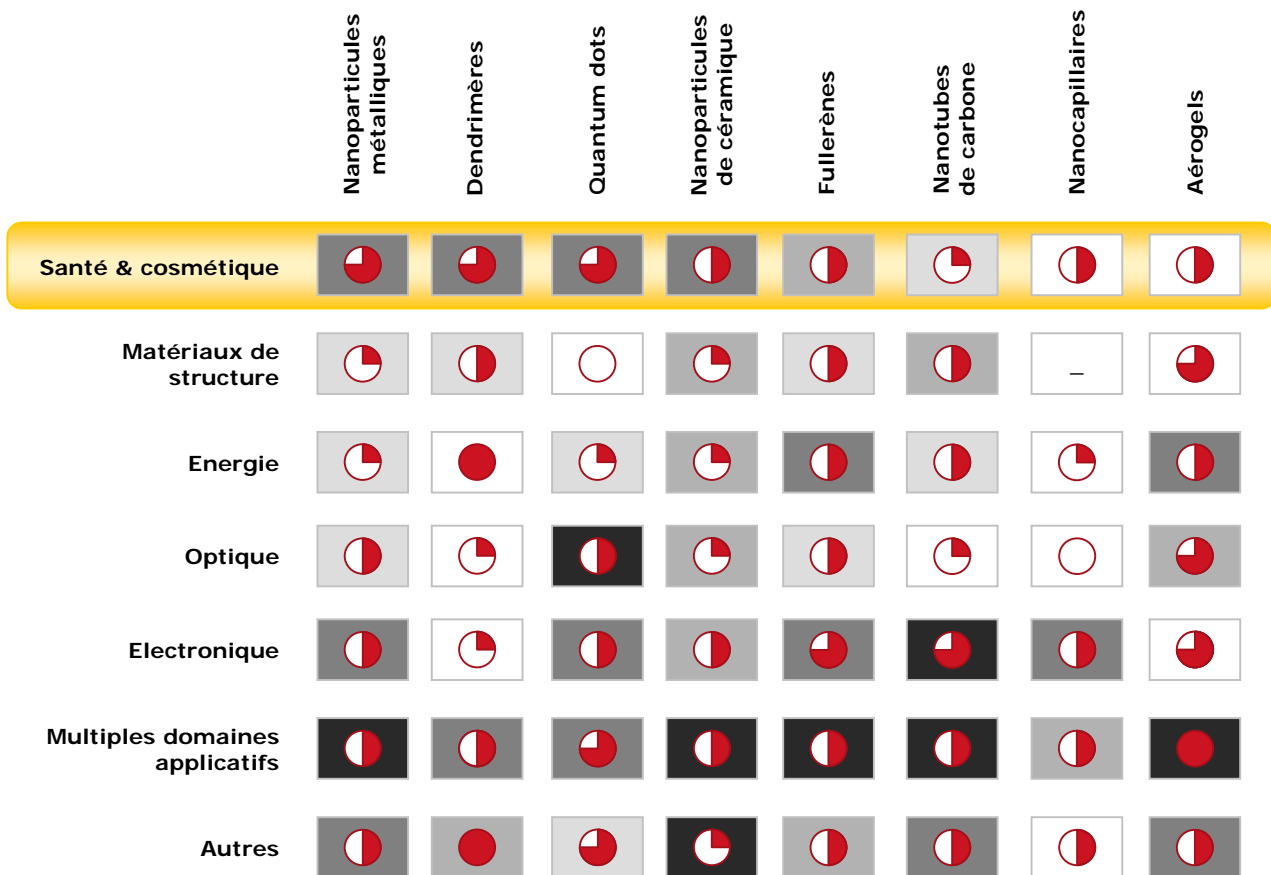 Nanoparticules
métalliques
Dendrimères
Quantum dots
Nanoparticules
de céramique
Fullerènes
Nanotubes
de carbone
Nanocapillaires
Aérogels
Santé & cosmétique
Matériaux de
structure
–
Energie
Optique
Electronique
Multiples domaines
applicatifs
Autres